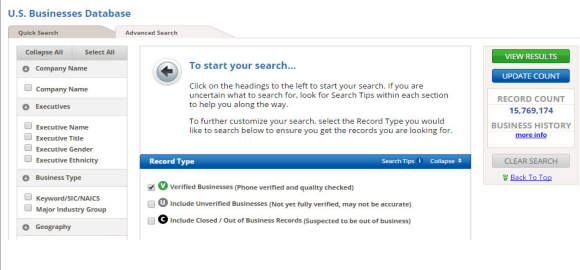 U.S. Businesses Database
Quick Search
Advanced Search
Collapse All
Select All
Company Name
Company Name
Executives
Executive Name
Executive Title
Executive Gender
Executive Ethnicity
Business Type
Keyword/SIC/NAICS
Major Industry Group
Geography
To start your search...
Click on the headings to the left to start your search. If you are
uncertain what to search for, look for Search Tips within each section
to help you along the way.
To further customize your search, select the Record Type you would
like to search below to ensure you get the records you are looking for.
Record Type
Search Tips
Collapse
V Verified Businesses (Phone verified and quality checked)
U Include Unverified Businesses (Not yet fully verified, may not be accurate)
C Include Closed / Out of Business Records (Suspected to be out of business)
VIEW RESULTS
UPDATE COUNT
RECORD COUNT
15,769,174
BUSINESS HISTORY
more info
CLEAR SEARCH
Back To Top